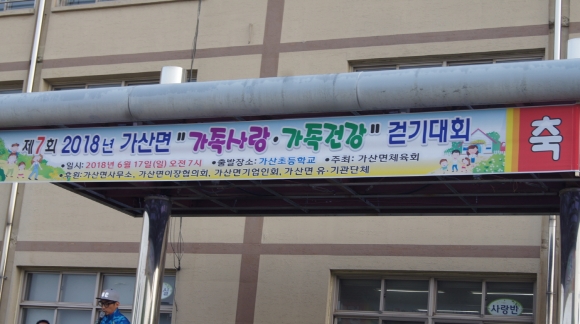 제7회 2018년 가산면 "가족사랑·가족건강" 걷기대회
•일시: 2018년 6월 17일(일) 오전 7시 •출발장소: 가산초등학교 •주최: 가산면체육회
•후원: 가산면사무소, 가산면이장협의회, 가산면기업인회, 가산면 유·기관단체
축
사랑빈